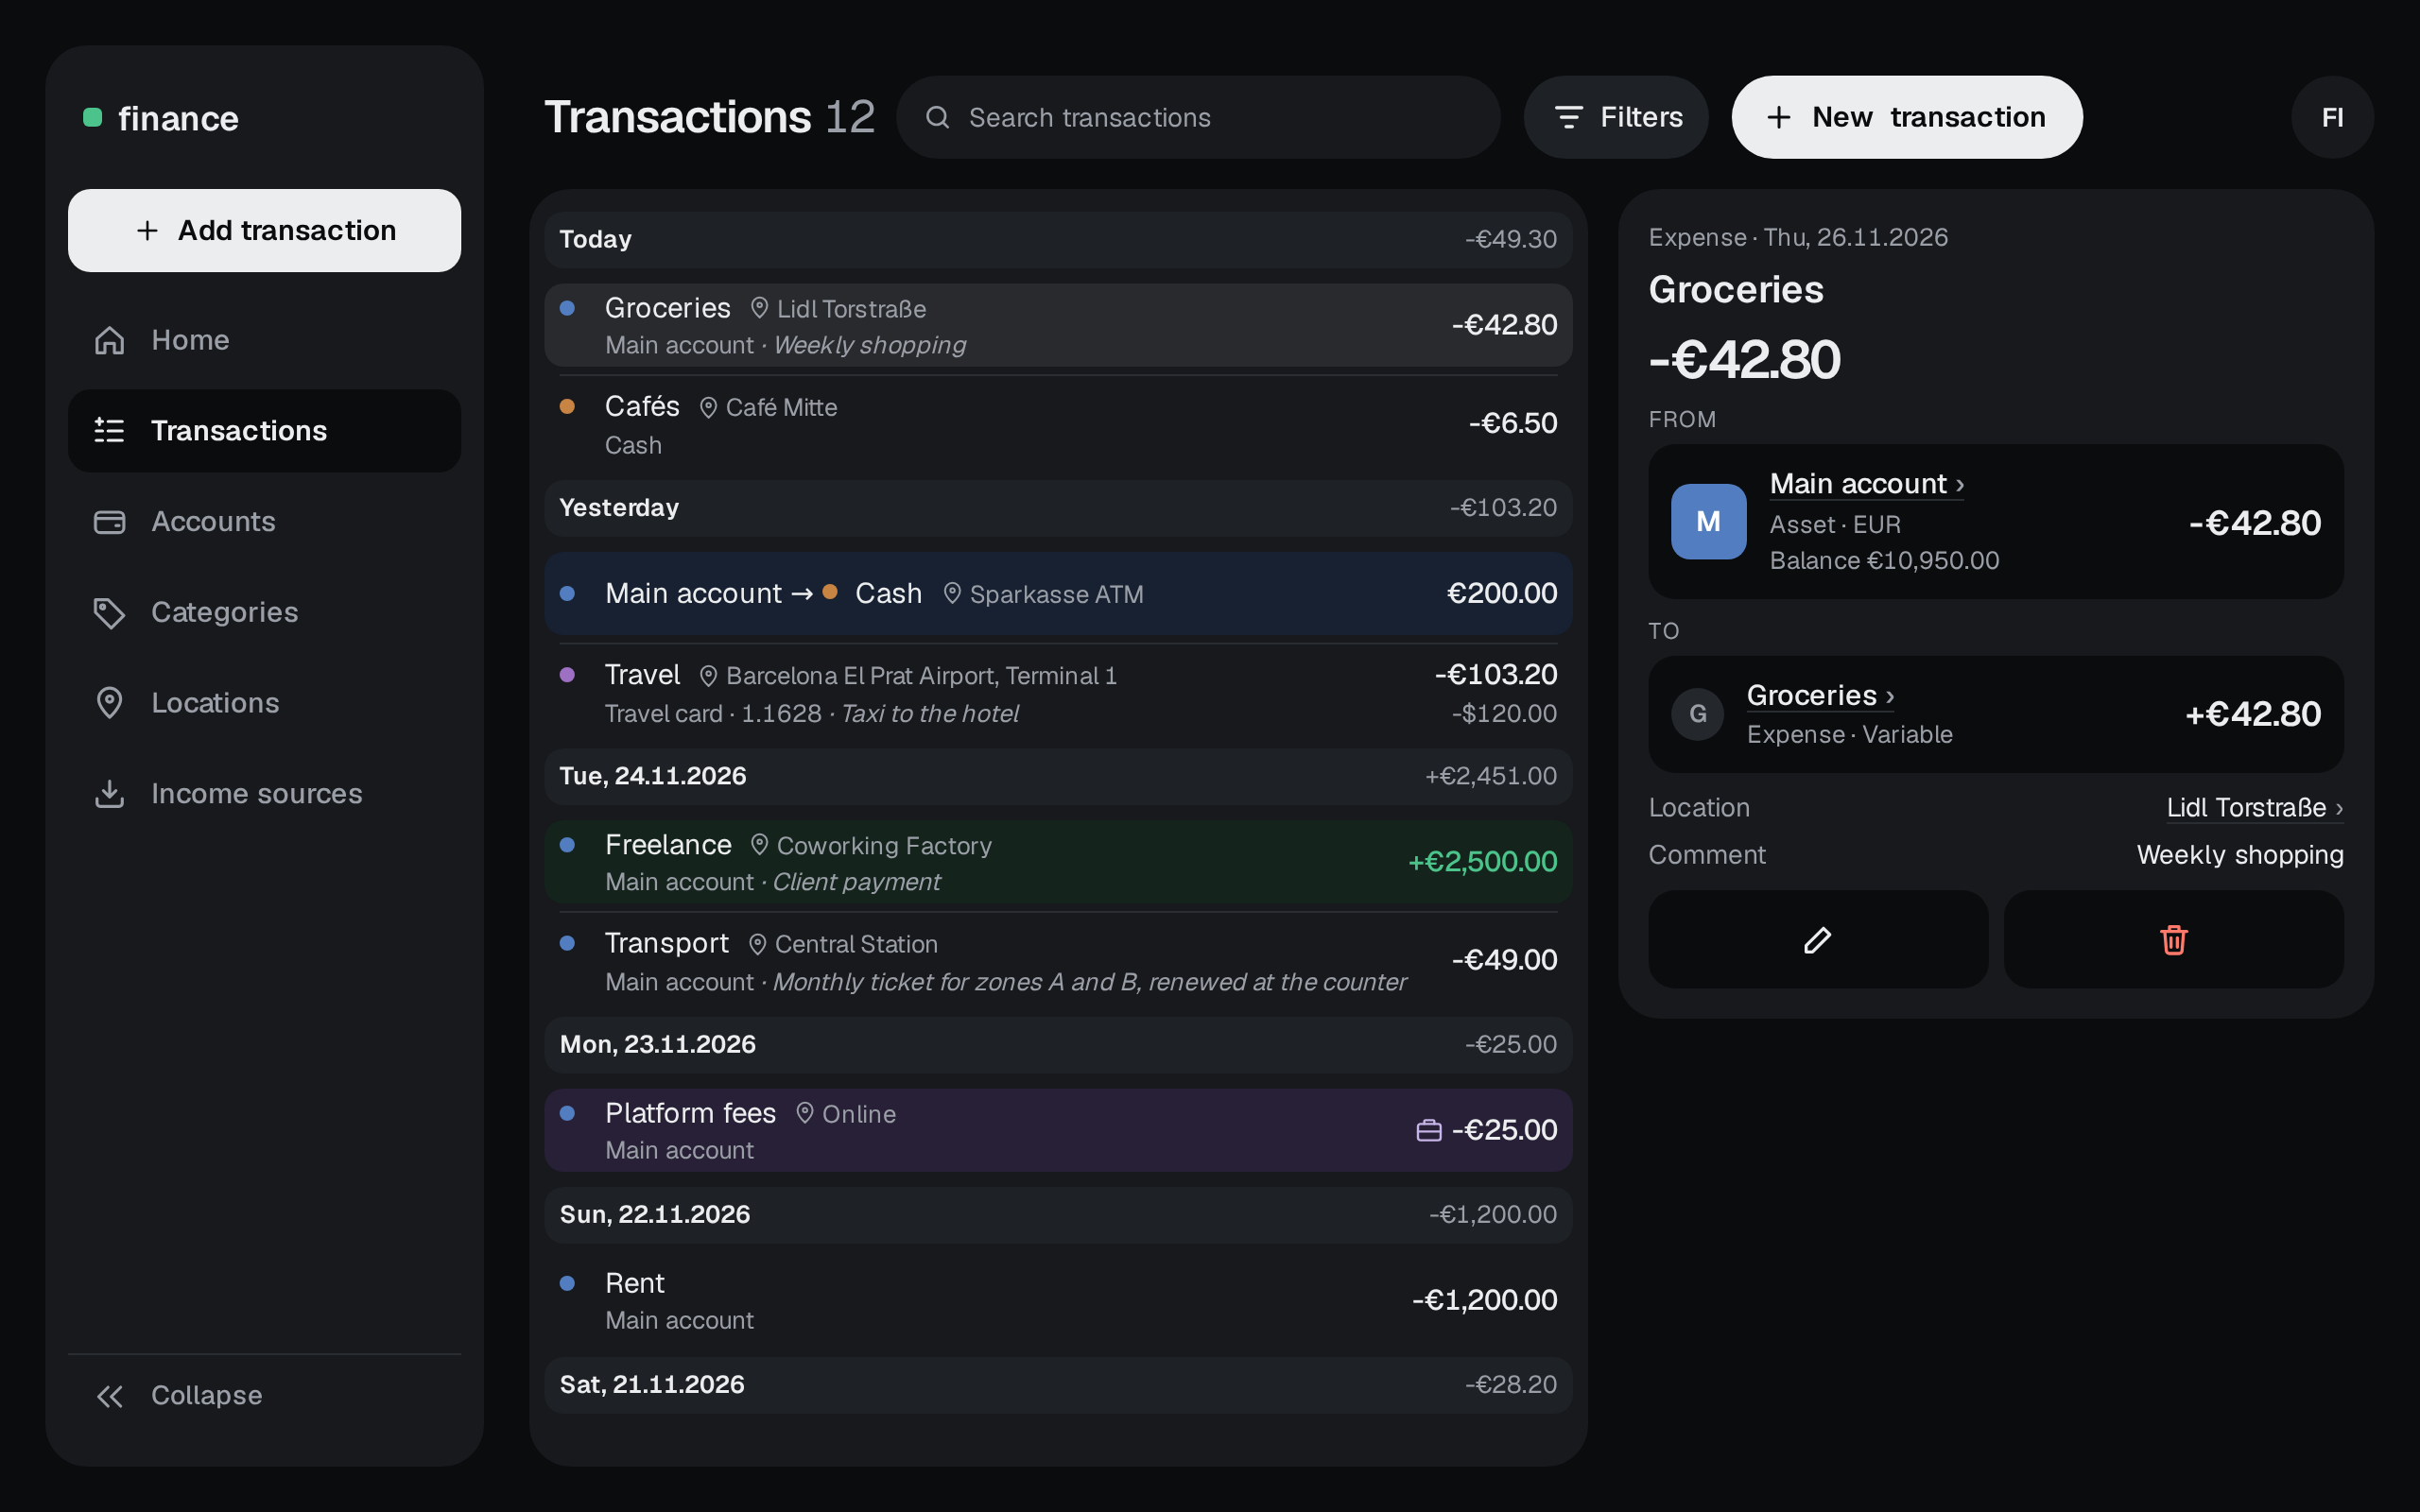 finance
Add transaction
Home
Transactions
Accounts
Categories
Locations
Income sources
Collapse
Transactions 12
Search transactions
Filters
New transaction
FI
Today -€49.30
Groceries Lidl Torstraße
Main account · Weekly shopping
-€42.80
Cafés Café Mitte
Cash
-€6.50
Yesterday -€103.20
Main account → Cash Sparkasse ATM €200.00
Travel Barcelona El Prat Airport, Terminal 1 -€103.20
Travel card · 1.1628 · Taxi to the hotel -$120.00
Tue, 24.11.2026 +€2,451.00
Freelance Coworking Factory
Main account · Client payment
+€2,500.00
Transport Central Station
Main account · Monthly ticket for zones A and B, renewed at the counter
-€49.00
Mon, 23.11.2026 -€25.00
Platform fees Online
Main account
-€25.00
Sun, 22.11.2026 -€1,200.00
Rent
Main account
-€1,200.00
Sat, 21.11.2026 -€28.20
Expense · Thu, 26.11.2026
Groceries
-€42.80
FROM
M
Main account ›
Asset · EUR
Balance €10,950.00
-€42.80
TO
G
Groceries ›
Expense · Variable
+€42.80
Location Lidl Torstraße ›
Comment Weekly shopping